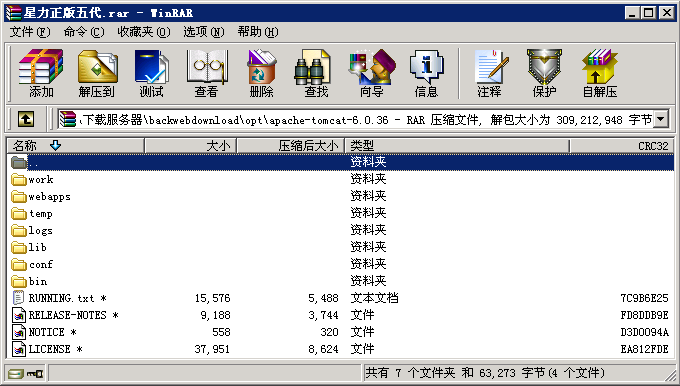 星力正版五代.rar - WinRAR
文件(F) 命令(C) 收藏夹(O) 选项(N) 帮助(H)
添加 解压到 测试 查看 删除 查找 向导 信息 注释 保护 自解压
.下载服务器\backwebdownload\opt\apache-tomcat-6.0.36 - RAR 压缩文件, 解包大小为 309,212,948 字节
名称 大小 压缩后大小 类型 CRC32
.. 资料夹
work 资料夹
webapps 资料夹
temp 资料夹
logs 资料夹
lib 资料夹
conf 资料夹
bin 资料夹
RUNNING.txt * 15,576 5,488 文本文档 7C9B6E25
RELEASE-NOTES * 9,188 3,744 文件 FD8DDB9E
NOTICE * 558 320 文件 D3D0094A
LICENSE * 37,951 8,624 文件 EA812FDE
共有 7 个文件夹 和 63,273 字节(4 个文件)